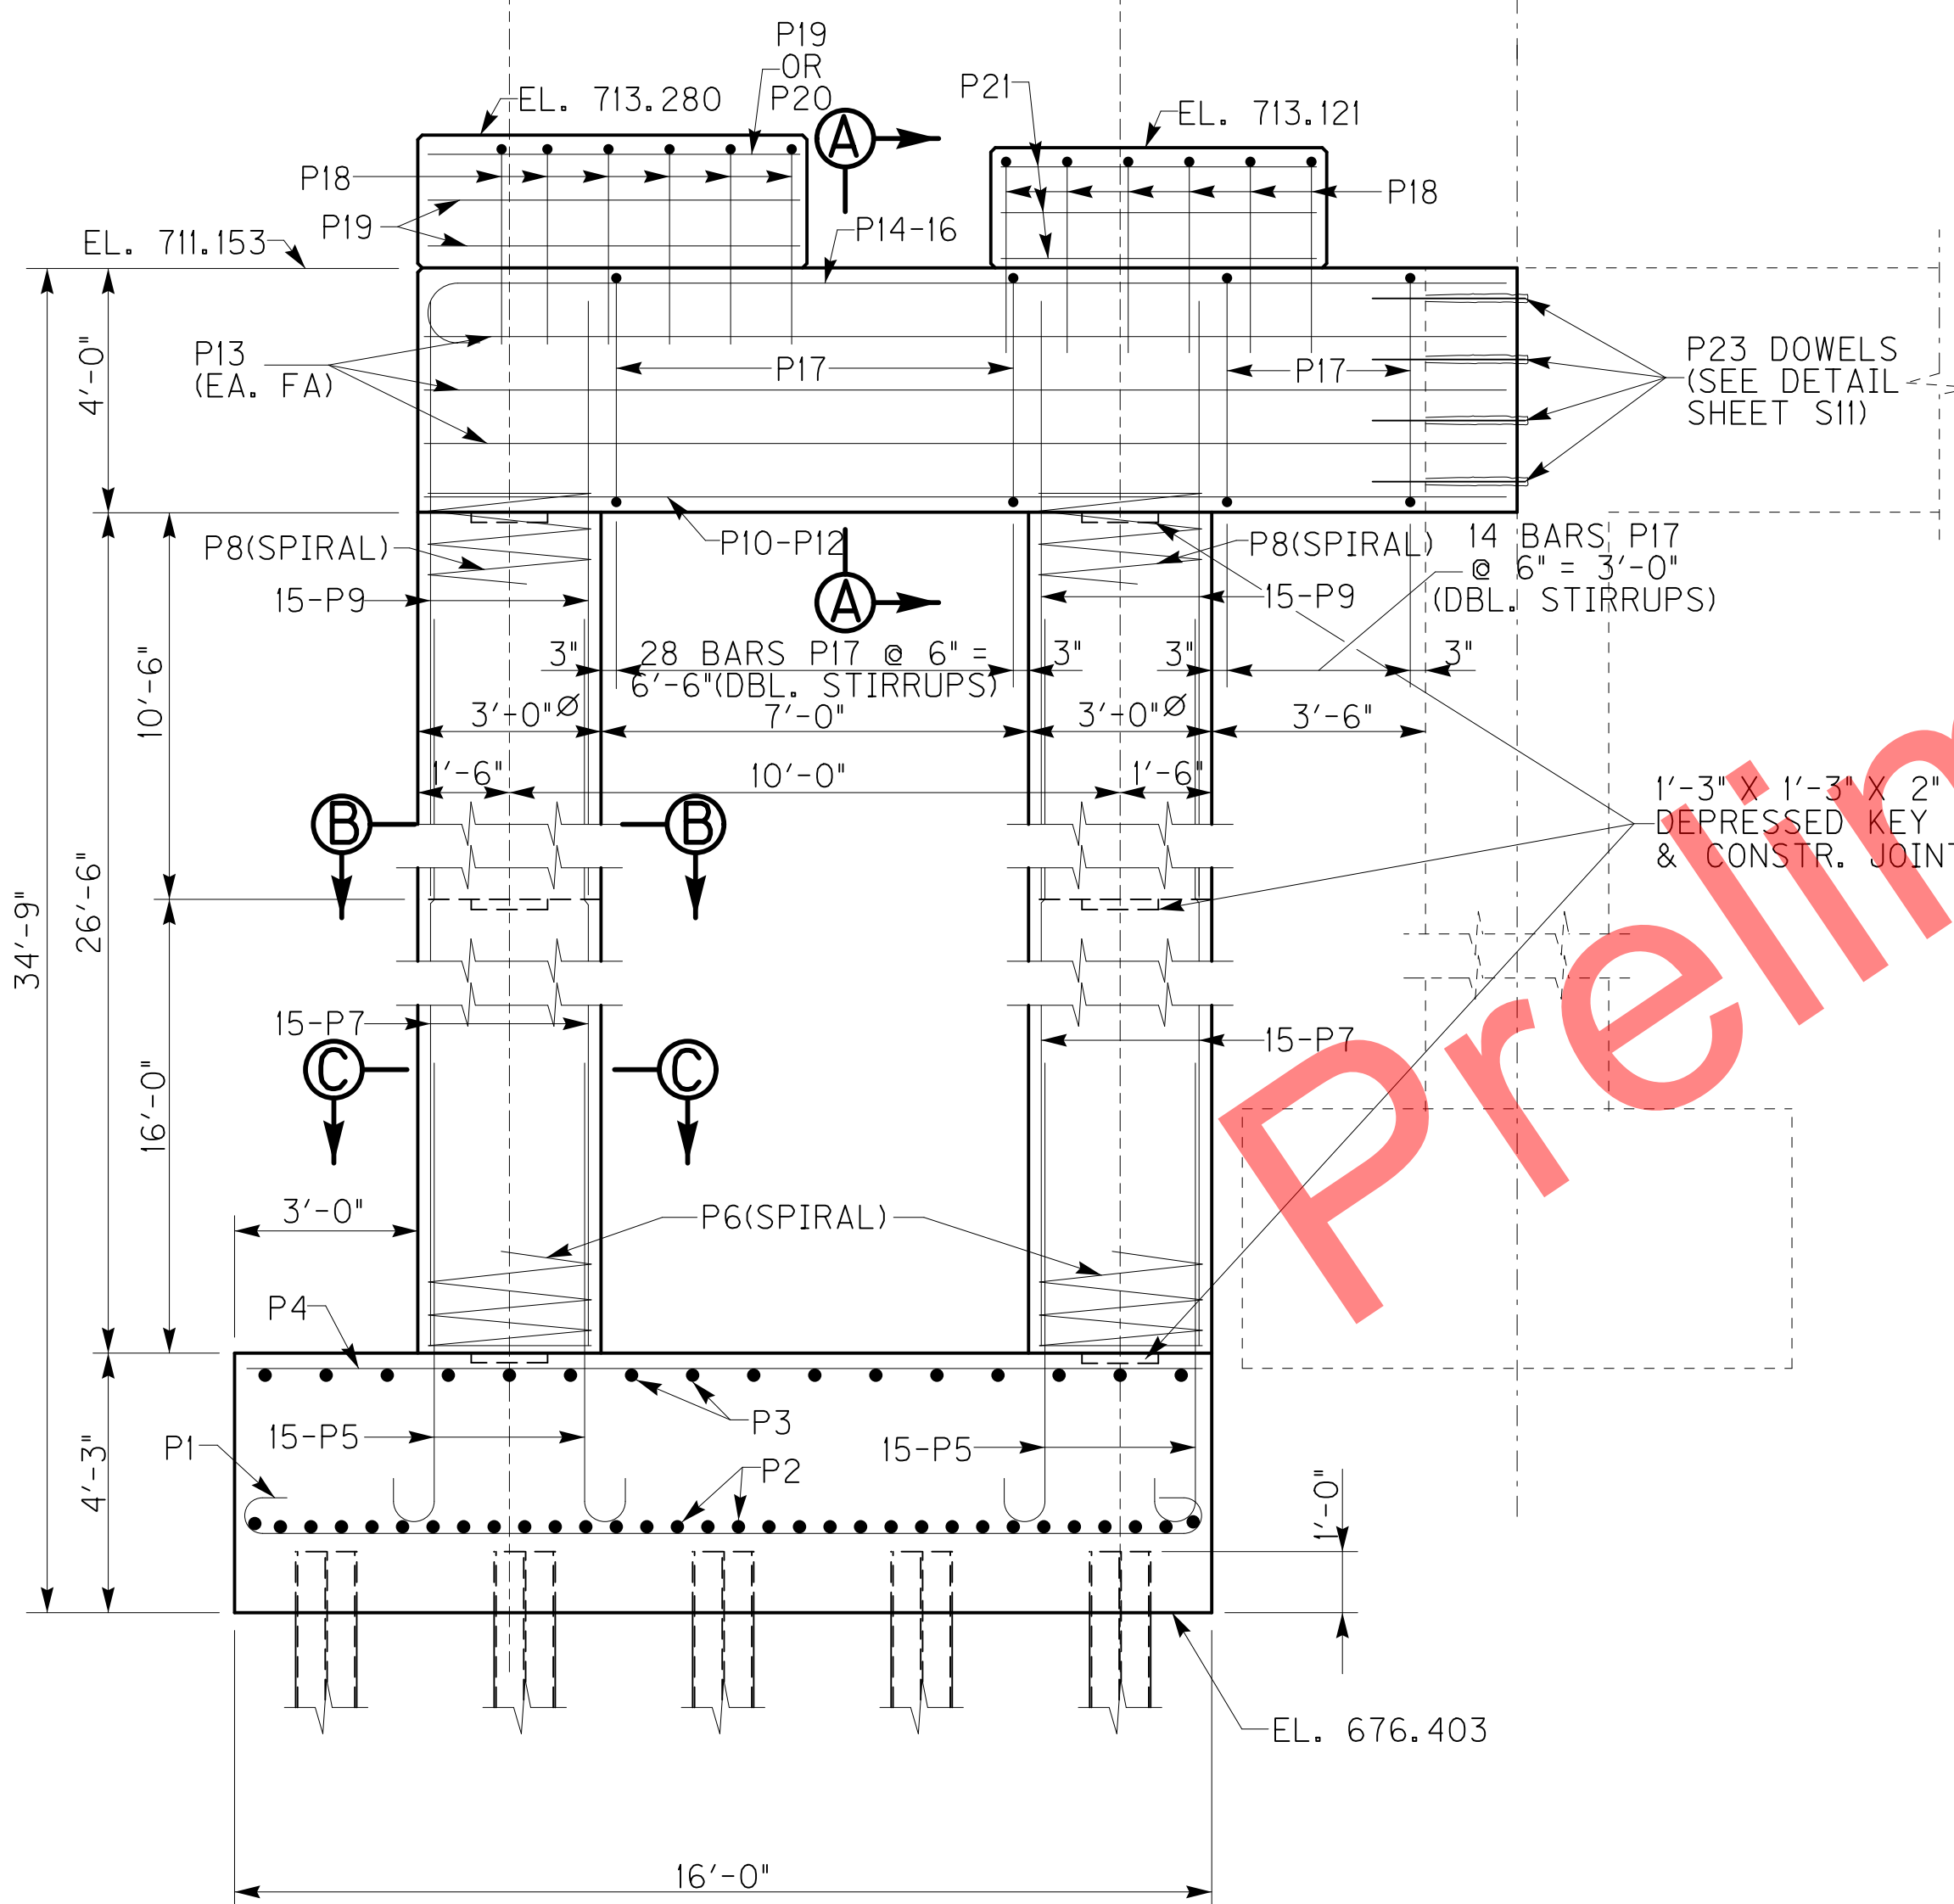 P19
OR
P20
EL. 713.280
A
P21
EL. 713.121
P18
P18
P19
P14-16
EL. 711.153
P13
(EA. FA)
4'-0"
P17
P17
P23 DOWELS
(SEE DETAIL
SHEET S11)
P8(SPIRAL)
P10-P12
P8(SPIRAL)
14 BARS P17
@ 6" = 3'-0"
(DBL. STIRRUPS)
15-P9
A
15-P9
10'-6"
3"
28 BARS P17 @ 6" =
6'-6"(DBL. STIRRUPS)
3"
3"
3"
3'-0"Ø
7'-0"
3'-0"Ø
3'-6"
1'-6"
10'-0"
1'-6"
B
B
1'-3" X 1'-3" X 2"
DEPRESSED KEY
& CONSTR. JOINT
34'-9"
26'-6"
15-P7
15-P7
C
C
16'-0"
3'-0"
P6(SPIRAL)
P4
P3
P1
15-P5
15-P5
P2
4'-3"
1'-0"
EL. 676.403
16'-0"
Prelim